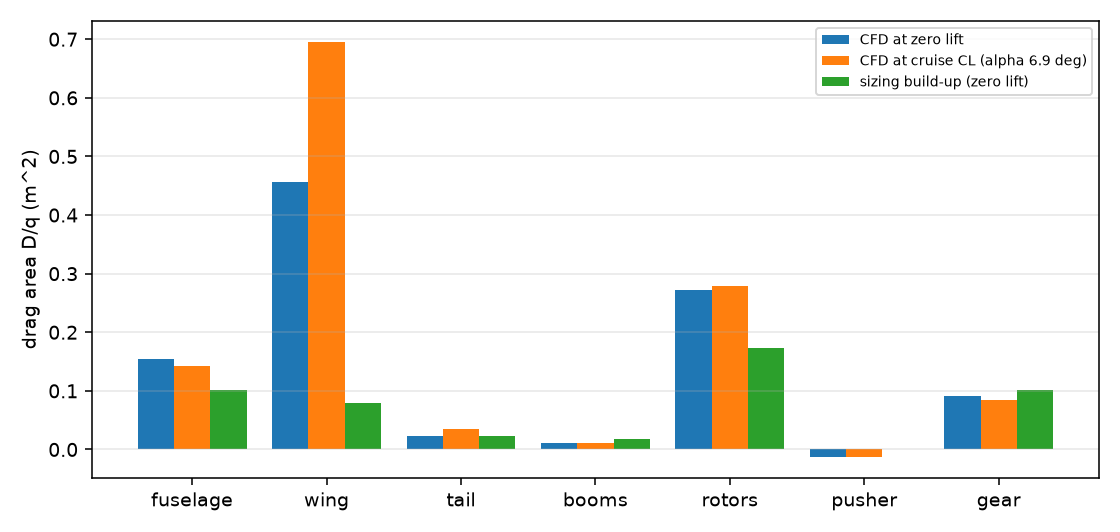 CFD at zero lift
CFD at cruise CL (alpha 6.9 deg)
sizing build-up (zero lift)
drag area D/q (m^2)
0.7
0.6
0.5
0.4
0.3
0.2
0.1
0.0
fuselage wing tail booms rotors pusher gear